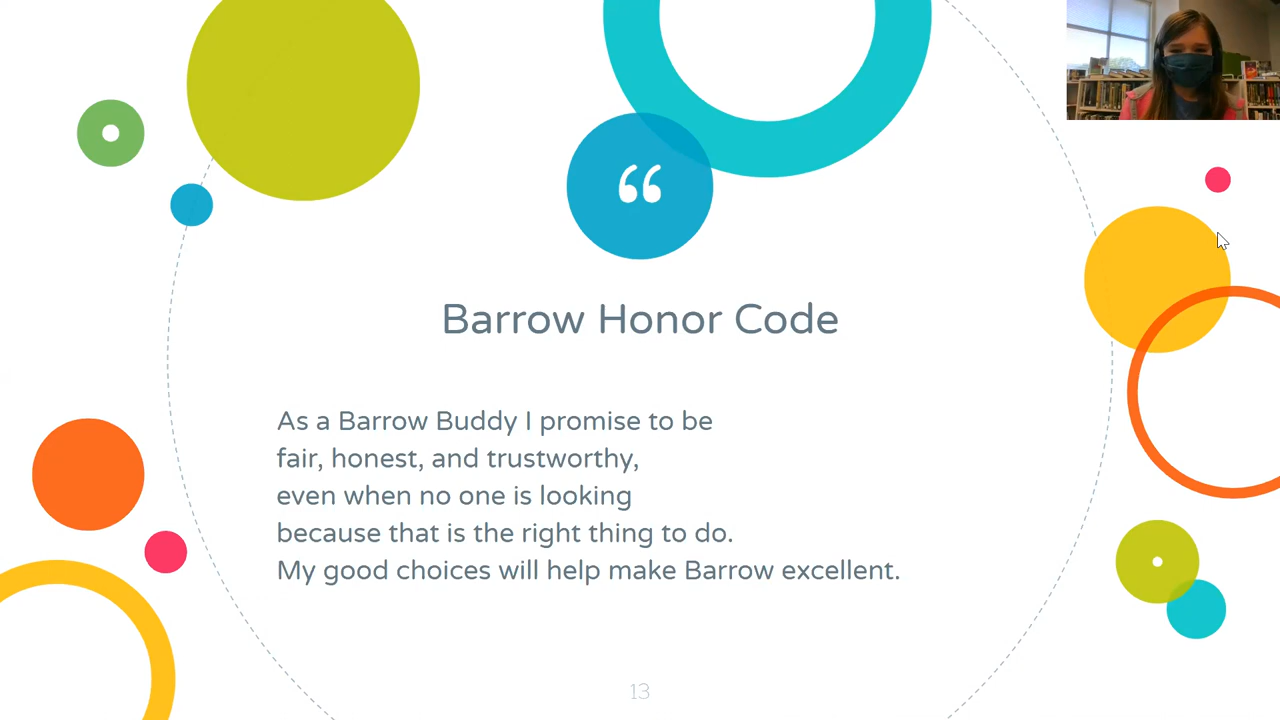 “
Barrow Honor Code
As a Barrow Buddy I promise to be
fair, honest, and trustworthy,
even when no one is looking
because that is the right thing to do.
My good choices will help make Barrow excellent.
13